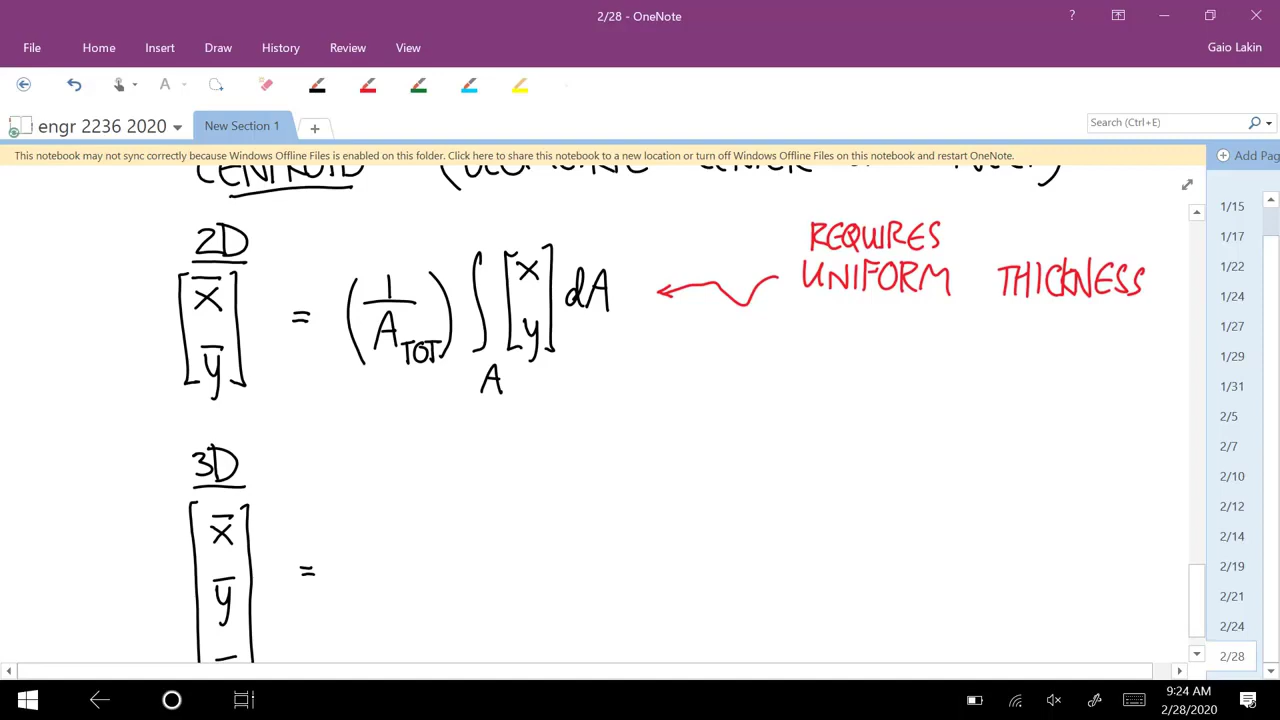 2/28 - OneNote
?
File Home Insert Draw History Review View
Gaio Lakin
A
engr 2236 2020
New Section 1
+
Search (Ctrl+E)
This notebook may not sync correctly because Windows Offline Files is enabled on this folder. Click here to share this notebook to a new location or turn off Windows Offline Files on this notebook and restart OneNote.
Add Pag
CENTROID (GEOMETRIC CENTER OF
2D
[x̄ ȳ] = (1/A_TOT) ∫_A [x y] dA
REQUIRES
UNIFORM THICKNESS
3D
[x̄ ȳ =
1/15
1/17
1/22
1/24
1/27
1/29
1/31
2/5
2/7
2/10
2/12
2/14
2/19
2/21
2/24
2/28
9:24 AM
2/28/2020